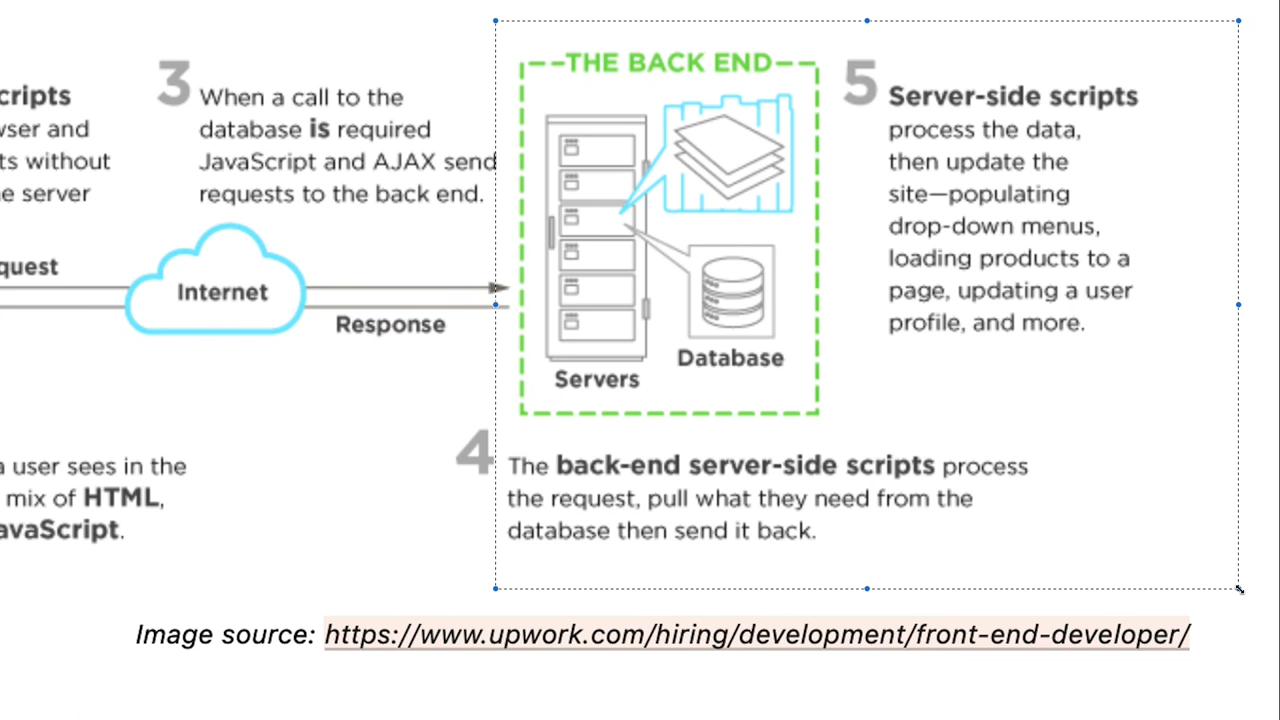 cripts
wser and
ts without
e server
3
When a call to the
database is required
JavaScript and AJAX send
requests to the back end.
quest
Internet
Response
THE BACK END
Servers
Database
5
Server-side scripts
process the data,
then update the
site—populating
drop-down menus,
loading products to a
page, updating a user
profile, and more.
a user sees in the
mix of HTML,
avaScript.
4
The back-end server-side scripts process
the request, pull what they need from the
database then send it back.
Image source: https://www.upwork.com/hiring/development/front-end-developer/